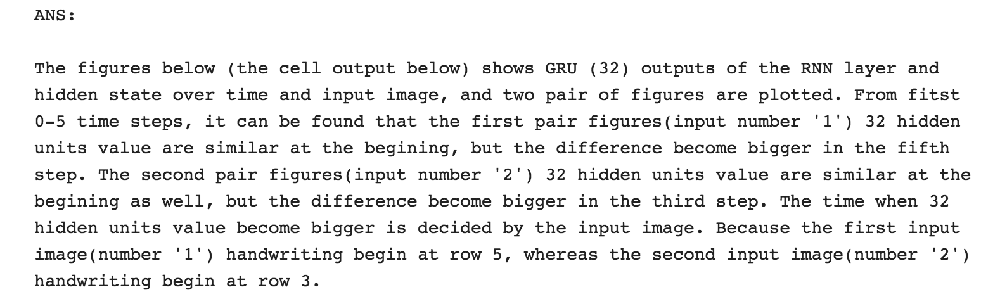 ANS:
The figures below (the cell output below) shows GRU (32) outputs of the RNN layer and
hidden state over time and input image, and two pair of figures are plotted. From fitst
0-5 time steps, it can be found that the first pair figures(input number '1') 32 hidden
units value are similar at the begining, but the difference become bigger in the fifth
step. The second pair figures(input number '2') 32 hidden units value are similar at the
begining as well, but the difference become bigger in the third step. The time when 32
hidden units value become bigger is decided by the input image. Because the first input
image(number '1') handwriting begin at row 5, whereas the second input image(number '2')
handwriting begin at row 3.